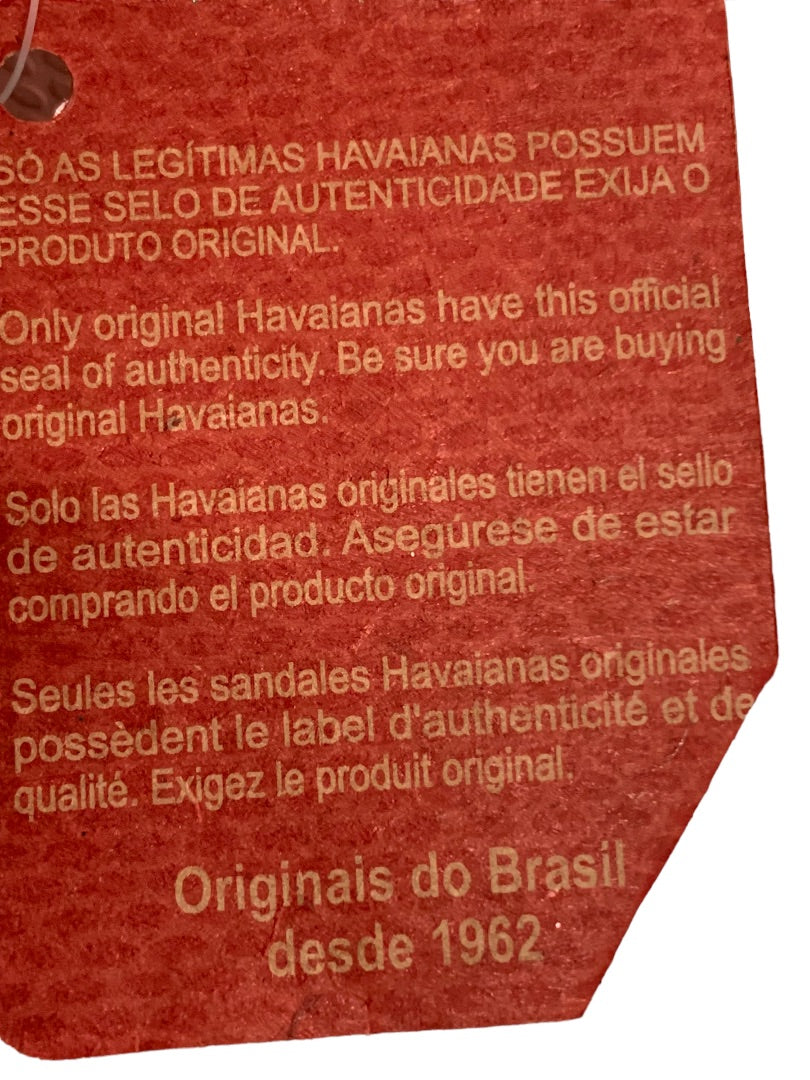 SÓ AS LEGÍTIMAS HAVAIANAS POSSUEM
ESSE SELO DE AUTENTICIDADE EXIJA O
PRODUTO ORIGINAL.
Only original Havaianas have this official
seal of authenticity. Be sure you are buying
original Havaianas.
Solo las Havaianas originales tienen el sello
de autenticidad. Asegúrese de estar
comprando el producto original.
Seules les sandales Havaianas originales
possèdent le label d'authenticité et de
qualité. Exigez le produit original.
Originais do Brasil
desde 1962